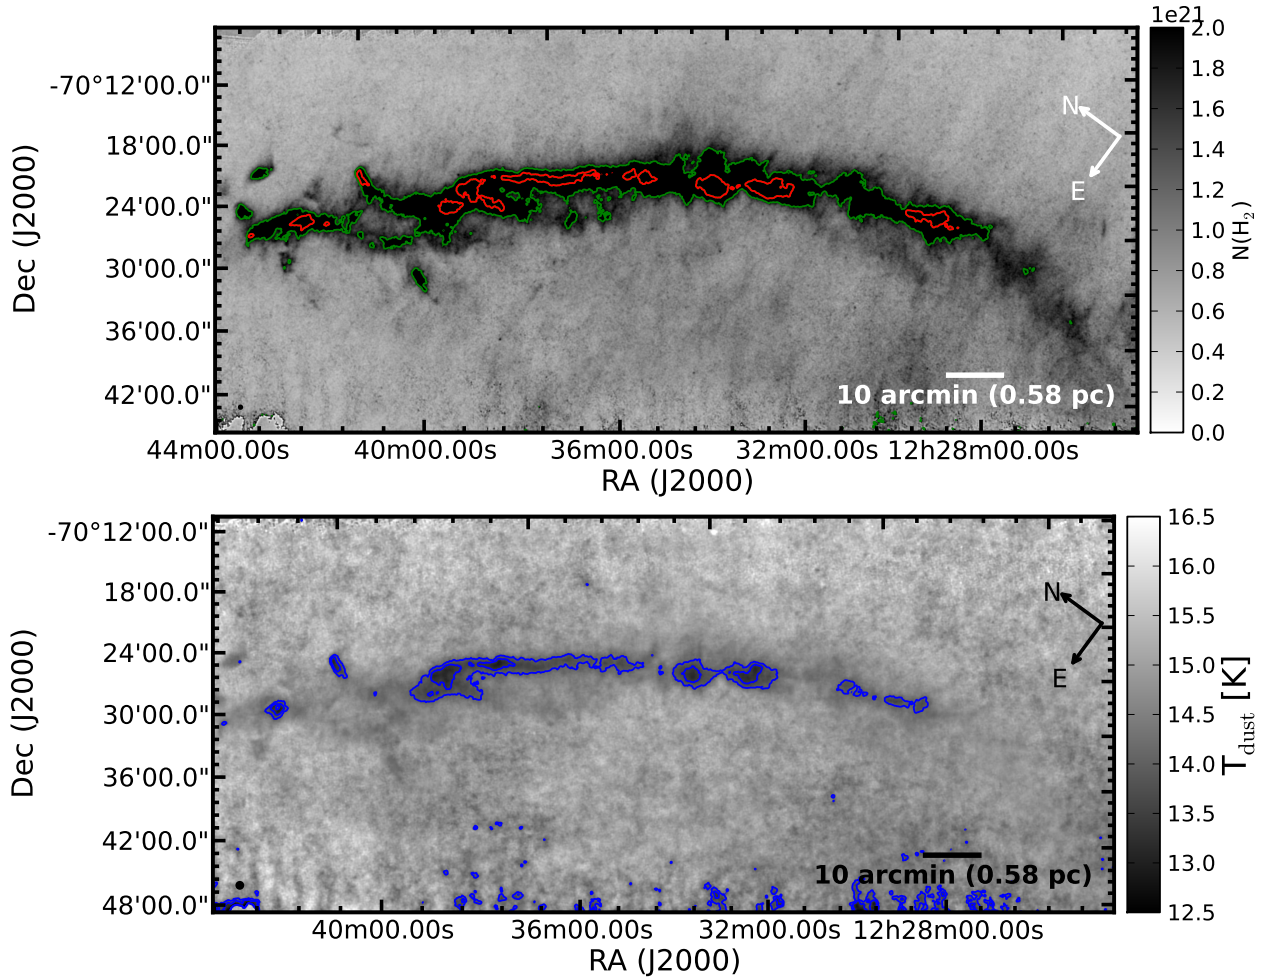 1e21
2.0
-70°12'00.0"
1.8
N
18'00.0"
1.6
1.4
E
24'00.0"
1.2
Dec (J2000)
N(H₂)
1.0
30'00.0"
0.8
36'00.0"
0.6
0.4
10 arcmin (0.58 pc)
42'00.0"
0.2
0.0
44m00.00s 40m00.00s 36m00.00s 32m00.00s 12h28m00.00s
RA (J2000)
16.5
-70°12'00.0"
16.0
N
18'00.0"
15.5
24'00.0"
E
15.0
Dec (J2000)
T_dust [K]
30'00.0"
14.5
36'00.0"
14.0
13.5
42'00.0"
10 arcmin (0.58 pc)
13.0
48'00.0"
12.5
40m00.00s 36m00.00s 32m00.00s 12h28m00.00s
RA (J2000)